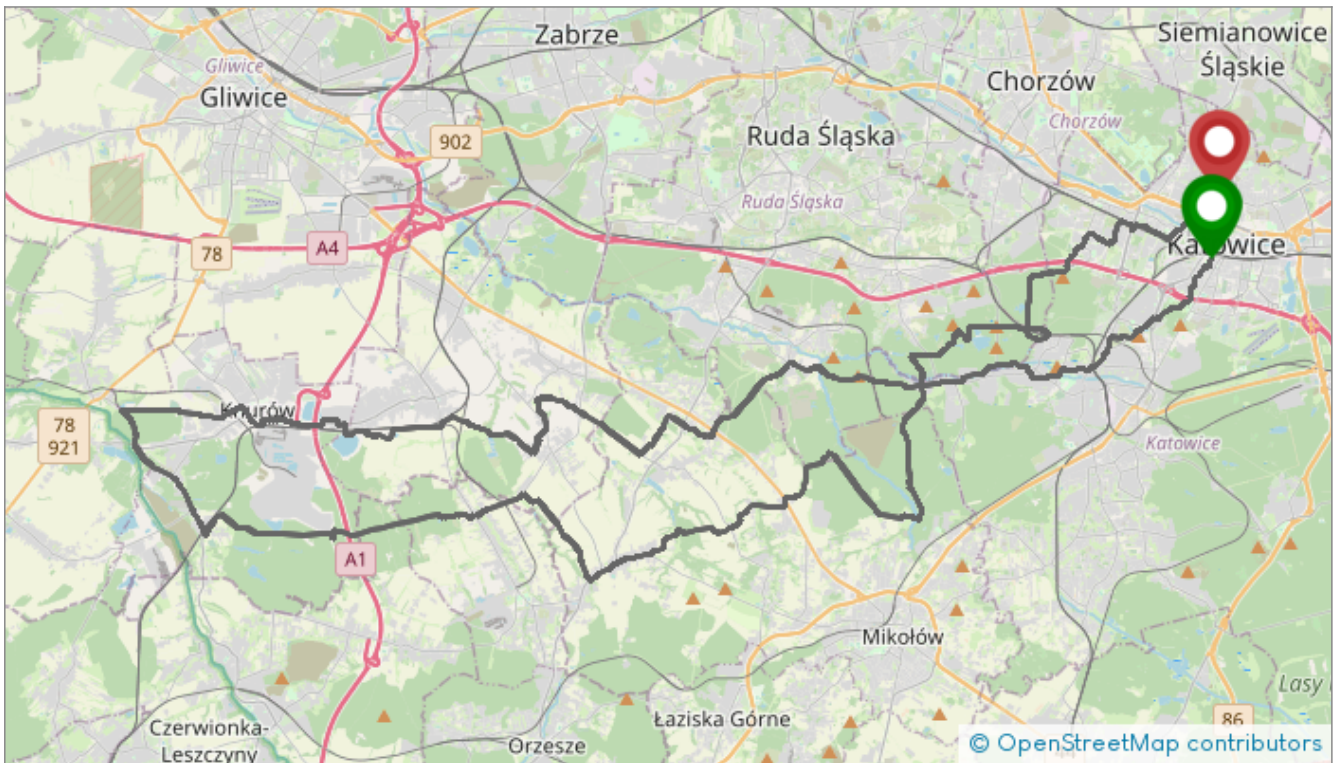 Zabrze
Siemianowice
Śląskie
Gliwice
Gliwice
Chorzów
Chorzów
902
Ruda Śląska
Ruda Śląska
78
A4
Katowice
Knurów
78
921
Katowice
A1
Mikołów
Lasy
Czerwionka-
Leszczyny
Łaziska Górne
86
Orzesze
© OpenStreetMap contributors